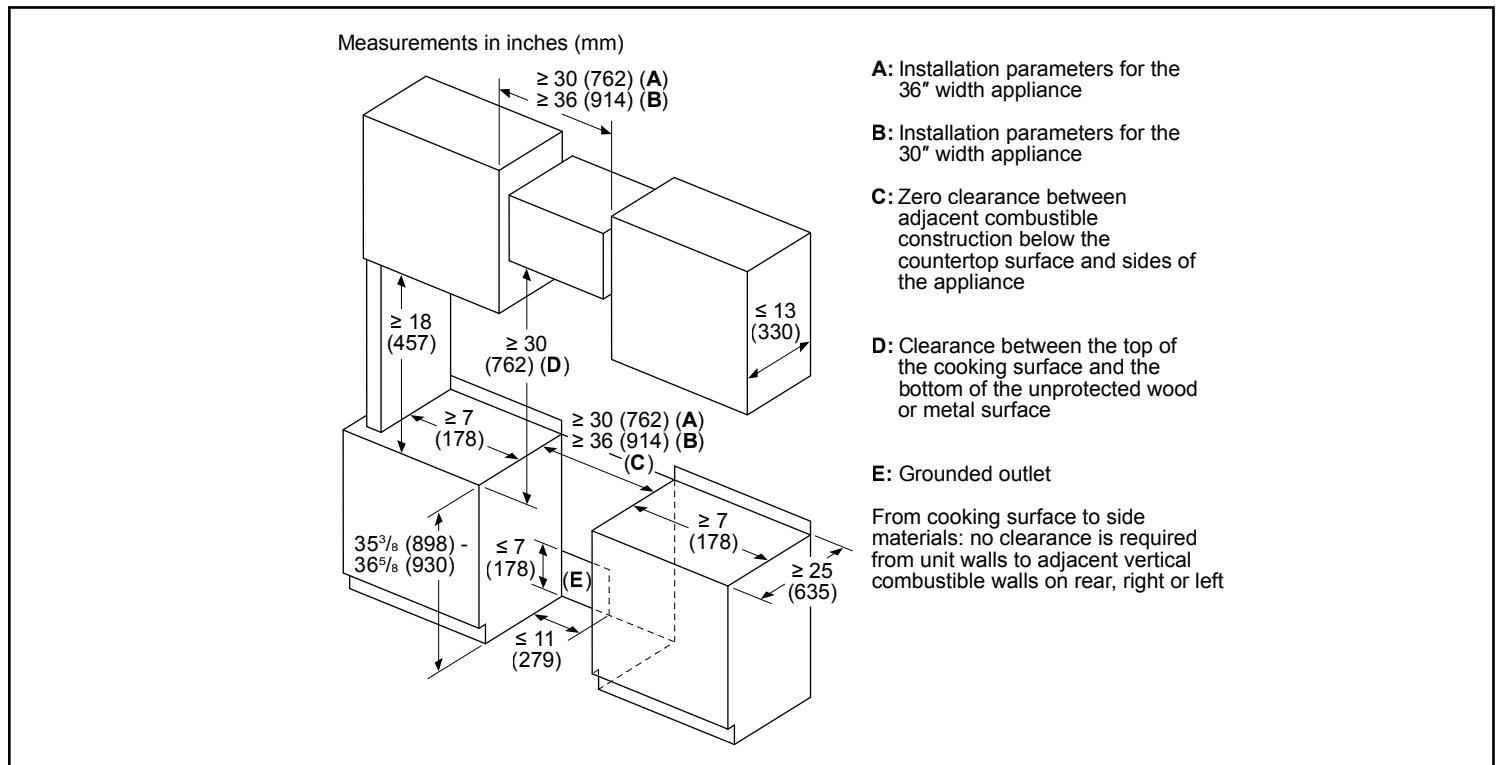 Measurements in inches (mm)
≥ 30 (762) (A)
≥ 36 (914) (B)
≥ 18
(457)
≥ 30
(762) (D)
≤ 13
(330)
≥ 7
(178)
≥ 30 (762) (A)
≥ 36 (914) (B)
(C)
≥ 7
(178)
35³/₈ (898) -
36⁵/₈ (930)
≤ 7
(178)
(E)
≥ 25
(635)
≤ 11
(279)
A: Installation parameters for the
36″ width appliance
B: Installation parameters for the
30″ width appliance
C: Zero clearance between
adjacent combustible
construction below the
countertop surface and sides of
the appliance
D: Clearance between the top of
the cooking surface and the
bottom of the unprotected wood
or metal surface
E: Grounded outlet
From cooking surface to side
materials: no clearance is required
from unit walls to adjacent vertical
combustible walls on rear, right or left